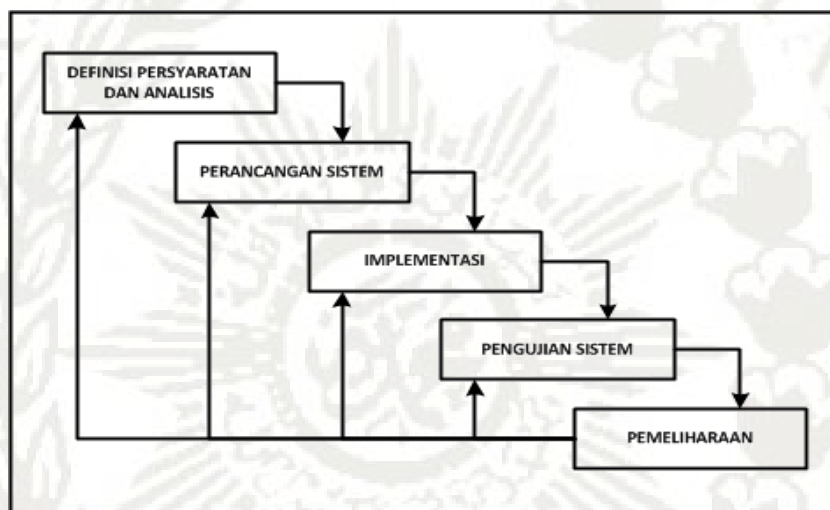 DEFINISI PERSYARATAN
DAN ANALISIS
PERANCANGAN SISTEM
IMPLEMENTASI
PENGUJIAN SISTEM
PEMELIHARAAN